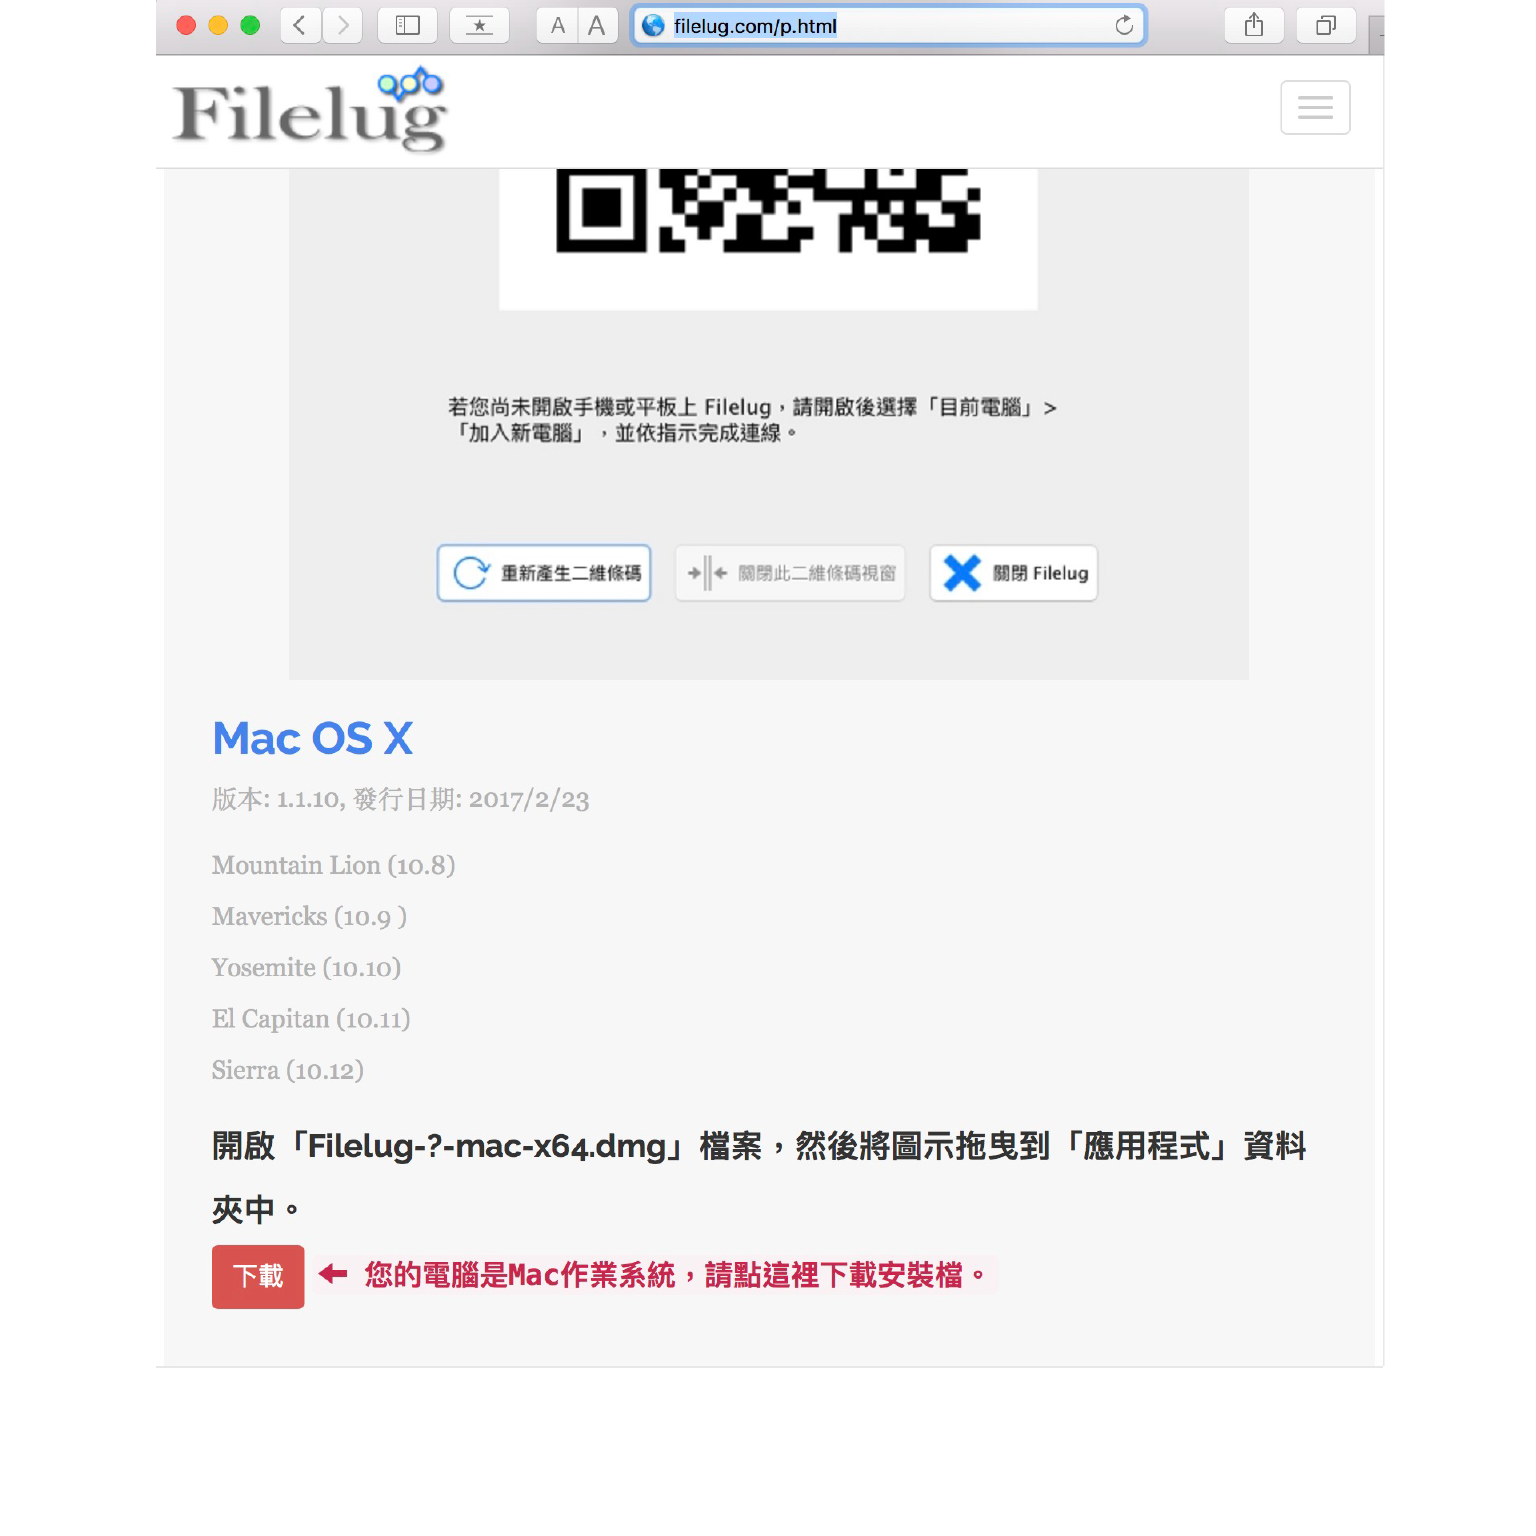 A A filelug.com/p.html
Filelug
若您尚未開啟手機或平板上 Filelug，請開啟後選擇「目前電腦」>
「加入新電腦」，並依指示完成連線。
重新產生二維條碼 關閉此二維條碼視窗 關閉 Filelug
Mac OS X
版本: 1.1.10, 發行日期: 2017/2/23
Mountain Lion (10.8)
Mavericks (10.9 )
Yosemite (10.10)
El Capitan (10.11)
Sierra (10.12)
開啟「Filelug-?-mac-x64.dmg」檔案，然後將圖示拖曳到「應用程式」資料
夾中。
下載 ← 您的電腦是Mac作業系統，請點這裡下載安裝檔。